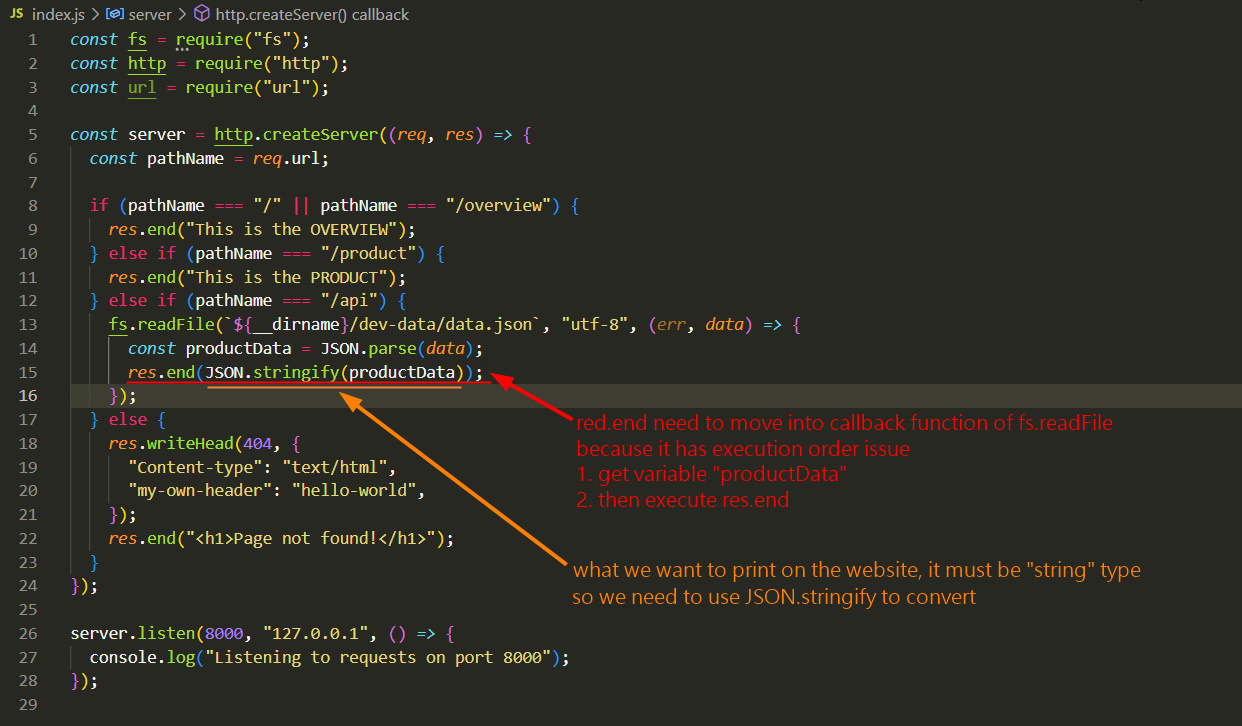 JS index.js > server > http.createServer() callback
1 const fs = require("fs");
2 const http = require("http");
3 const url = require("url");
4
5 const server = http.createServer((req, res) => {
6 const pathName = req.url;
7
8 if (pathName === "/" || pathName === "/overview") {
9 res.end("This is the OVERVIEW");
10 } else if (pathName === "/product") {
11 res.end("This is the PRODUCT");
12 } else if (pathName === "/api") {
13 fs.readFile(`${__dirname}/dev-data/data.json`, "utf-8", (err, data) => {
14 const productData = JSON.parse(data);
15 res.end(JSON.stringify(productData));
16 });
17 } else {
18 res.writeHead(404, {
19 "Content-type": "text/html",
20 "my-own-header": "hello-world",
21 });
22 res.end("<h1>Page not found!</h1>");
23 }
24 });
25
26 server.listen(8000, "127.0.0.1", () => {
27 console.log("Listening to requests on port 8000");
28 });
29
red.end need to move into callback function of fs.readFile
because it has execution order issue
1. get variable "productData"
2. then execute res.end
what we want to print on the website, it must be "string" type
so we need to use JSON.stringify to convert